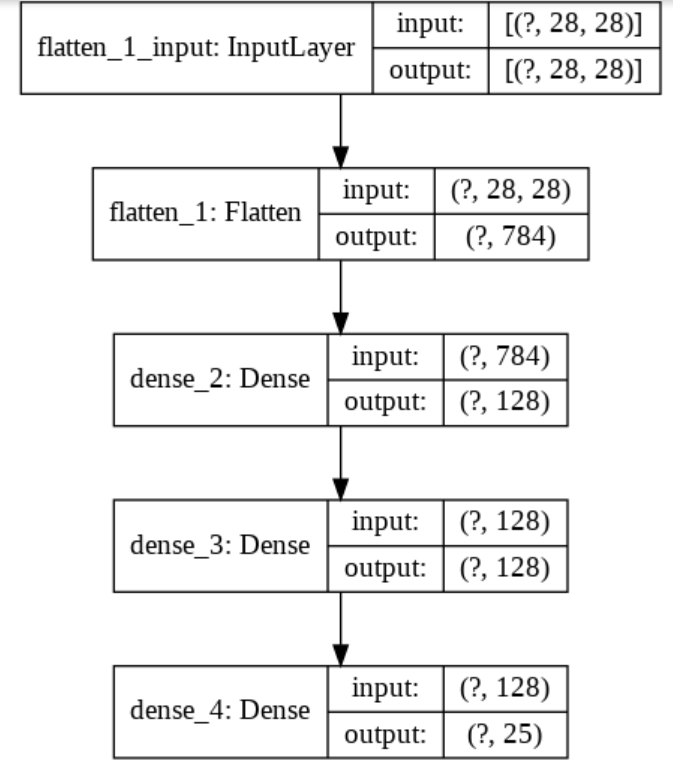 flatten_1_input: InputLayer
input: [(?, 28, 28)]
output: [(?, 28, 28)]
flatten_1: Flatten
input: (?, 28, 28)
output: (?, 784)
dense_2: Dense
input: (?, 784)
output: (?, 128)
dense_3: Dense
input: (?, 128)
output: (?, 128)
dense_4: Dense
input: (?, 128)
output: (?, 25)